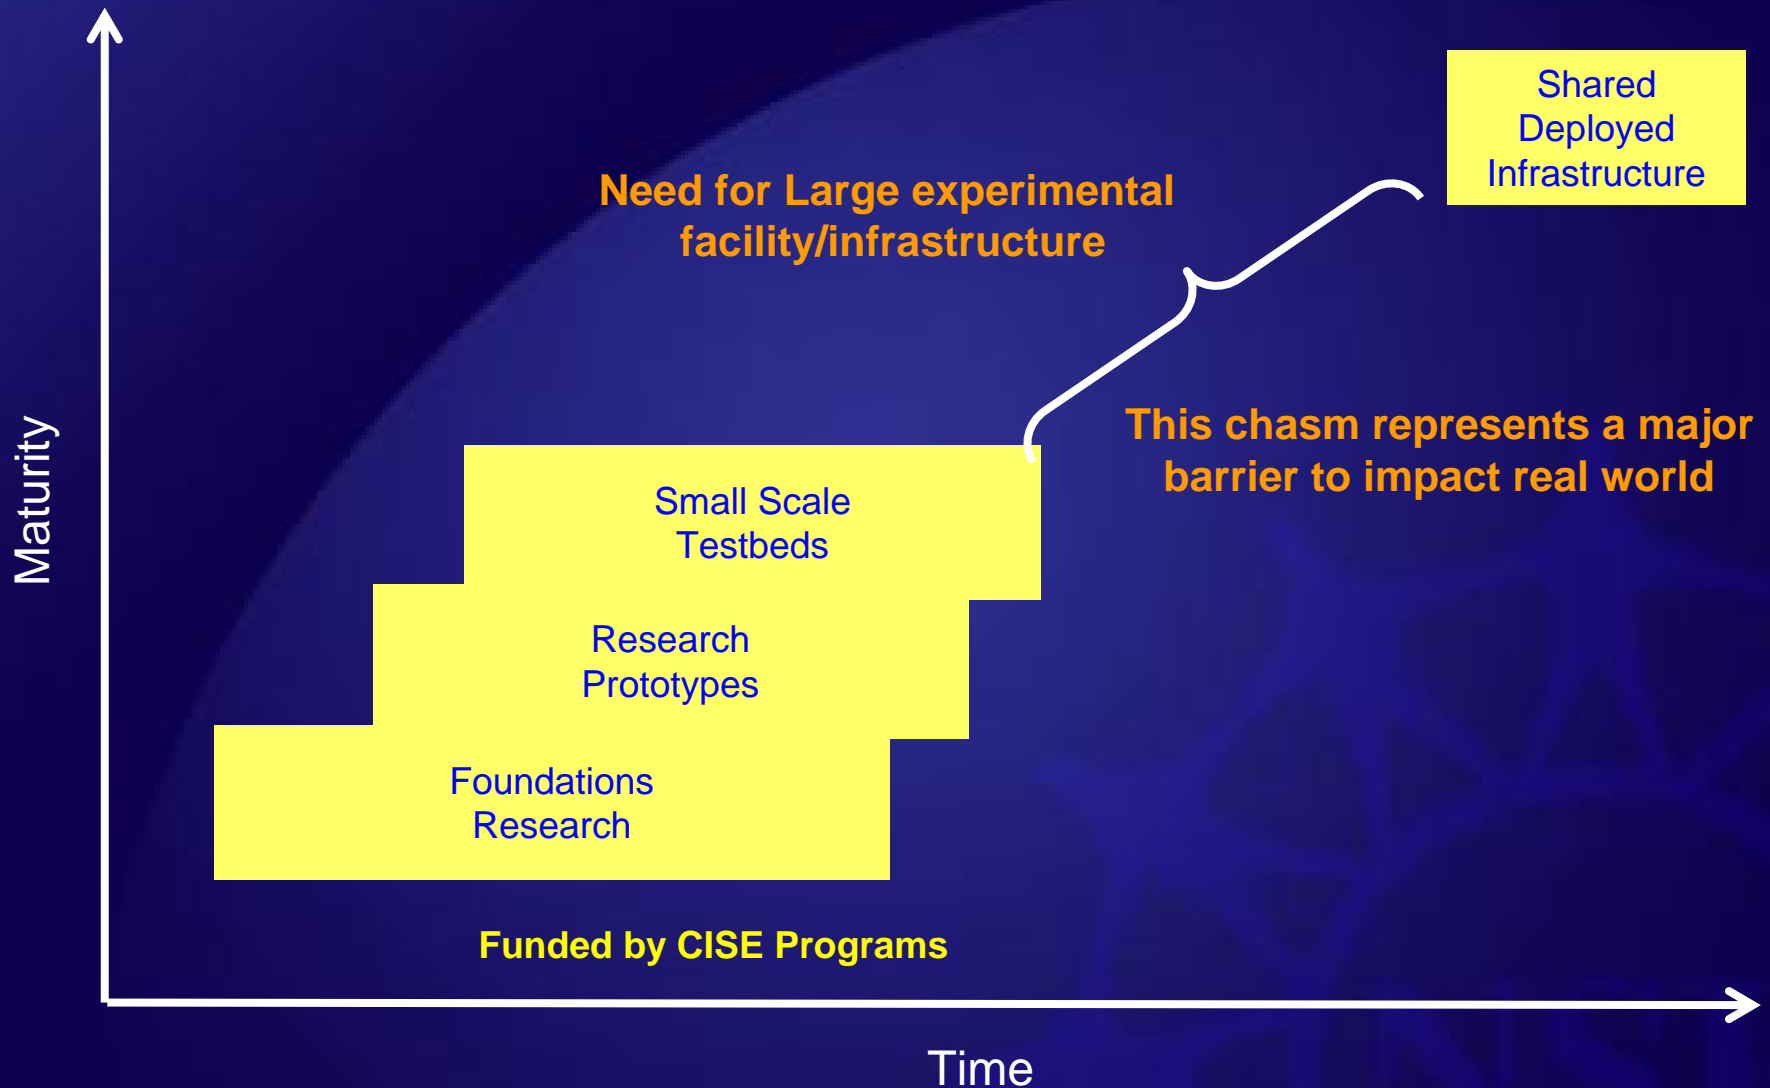 Shared
Deployed
Infrastructure
Need for Large experimental
facility/infrastructure
This chasm represents a major
barrier to impact real world
Maturity
Small Scale
Testbeds
Research
Prototypes
Foundations
Research
Funded by CISE Programs
Time